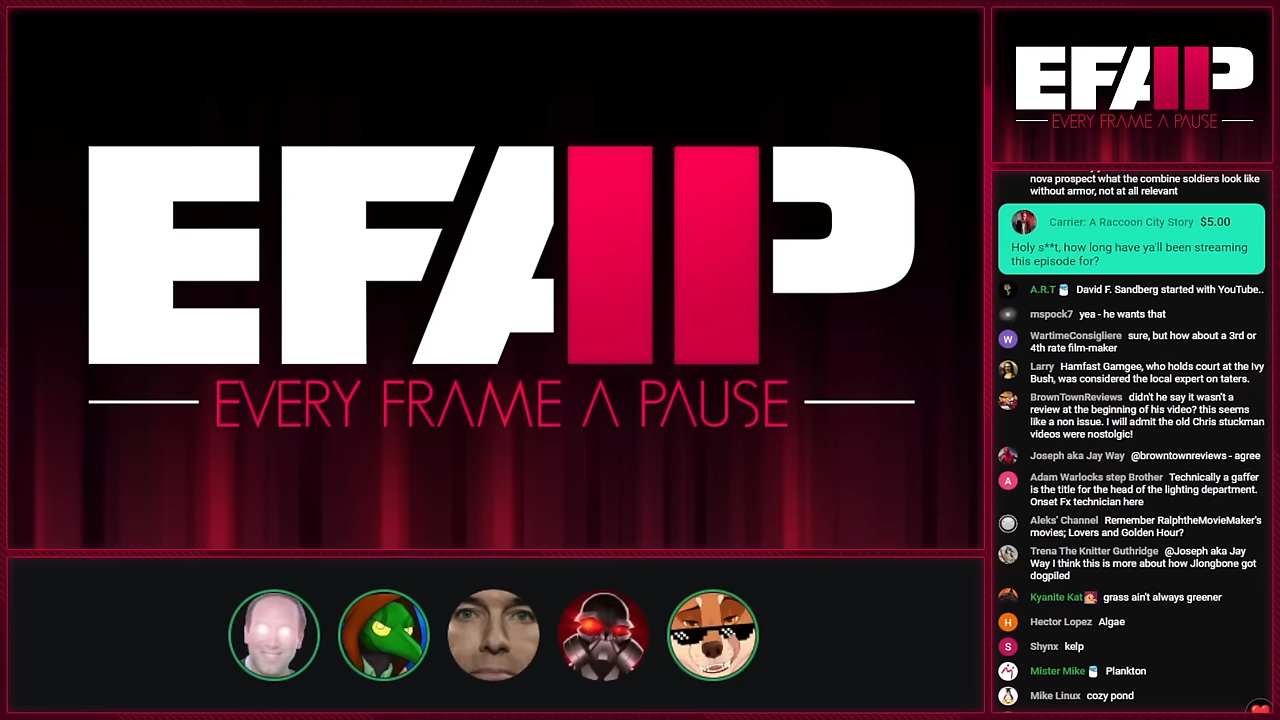 EFAP
EVERY FRAME A PAUSE
EFAP
EVERY FRAME A PAUSE
nova prospect what the combine soldiers look like
without armor, not at all relevant
Carrier: A Raccoon City Story $5.00
Holy s**t, how long have ya'll been streaming
this episode for?
A.R.T David F. Sandberg started with YouTube..
mspock7 yea - he wants that
W WartimeConsigliere sure, but how about a 3rd or
4th rate film-maker
Larry Hamfast Gamgee, who holds court at the Ivy
Bush, was considered the local expert on taters.
BrownTownReviews didn't he say it wasn't a
review at the beginning of his video? this seems
like a non issue. I will admit the old Chris stuckman
videos were nostolgic!
Joseph aka Jay Way @browntownreviews - agree
A Adam Warlocks step Brother Technically a gaffer
is the title for the head of the lighting department.
Onset Fx technician here
Aleks' Channel Remember RalphtheMovieMaker's
movies; Lovers and Golden Hour?
Trena The Knitter Guthridge @Joseph aka Jay
Way I think this is more about how Jlongbone got
dogpiled
Kyanite Kat grass ain't always greener
H Hector Lopez Algae
S Shynx kelp
Mister Mike Plankton
Mike Linux cozy pond